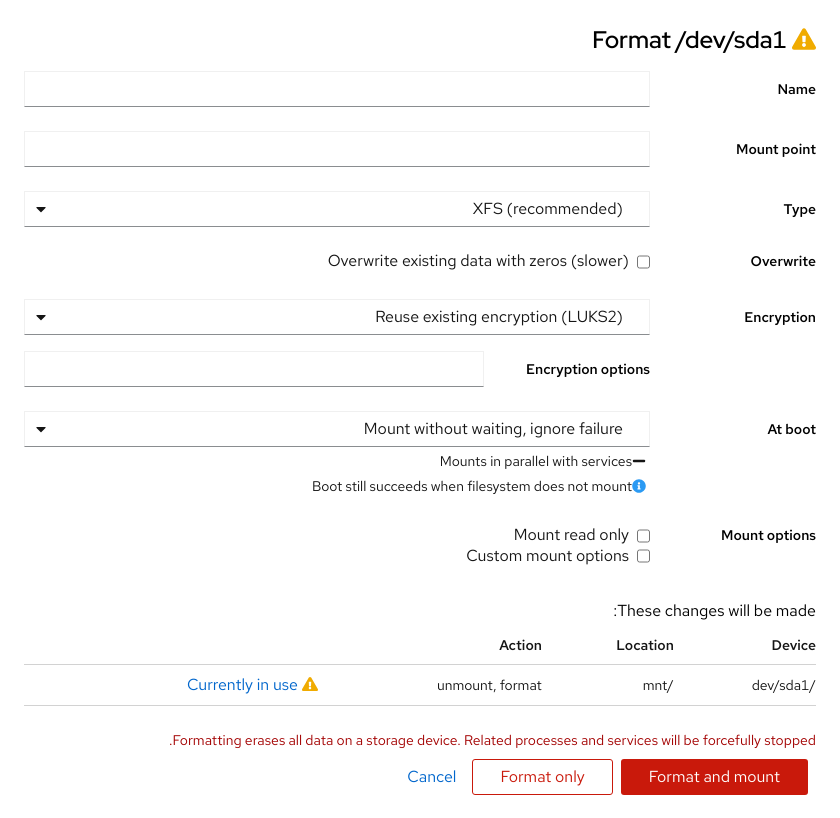 Format /dev/sda1
Name
Mount point
Type XFS (recommended)
Overwrite Overwrite existing data with zeros (slower)
Encryption Reuse existing encryption (LUKS2)
Encryption options
At boot Mount without waiting, ignore failure
Mounts in parallel with services
Boot still succeeds when filesystem does not mount
Mount options Mount read only
Custom mount options
:These changes will be made
Device Location Action
dev/sda1/ mnt/ unmount, format Currently in use
.Formatting erases all data on a storage device. Related processes and services will be forcefully stopped
Format and mount Format only Cancel